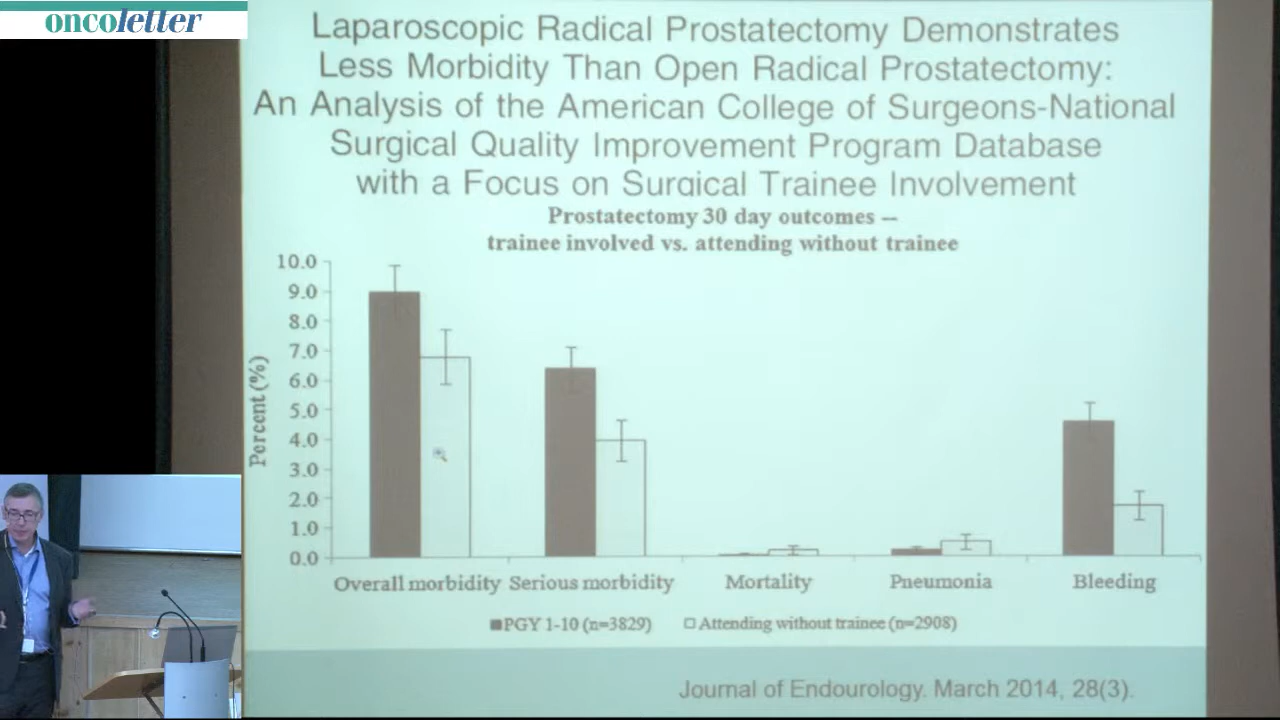 oncoletter
Laparoscopic Radical Prostatectomy Demonstrates
Less Morbidity Than Open Radical Prostatectomy:
An Analysis of the American College of Surgeons-National
Surgical Quality Improvement Program Database
with a Focus on Surgical Trainee Involvement
Prostatectomy 30 day outcomes –
trainee involved vs. attending without trainee
Percent (%)
10.0
9.0
8.0
7.0
6.0
5.0
4.0
3.0
2.0
1.0
0.0
Overall morbidity Serious morbidity Mortality Pneumonia Bleeding
PGY 1-10 (n=3829) Attending without trainee (n=2908)
Journal of Endourology. March 2014, 28(3).